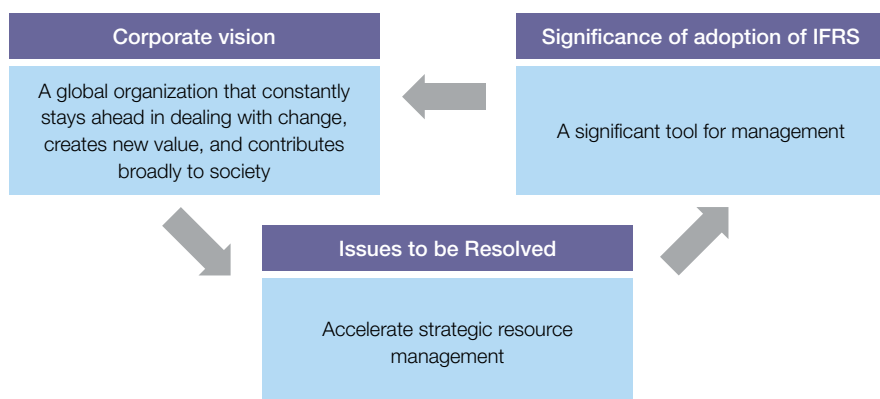 Corporate vision
A global organization that constantly
stays ahead in dealing with change,
creates new value, and contributes
broadly to society
Significance of adoption of IFRS
A significant tool for management
Issues to be Resolved
Accelerate strategic resource
management